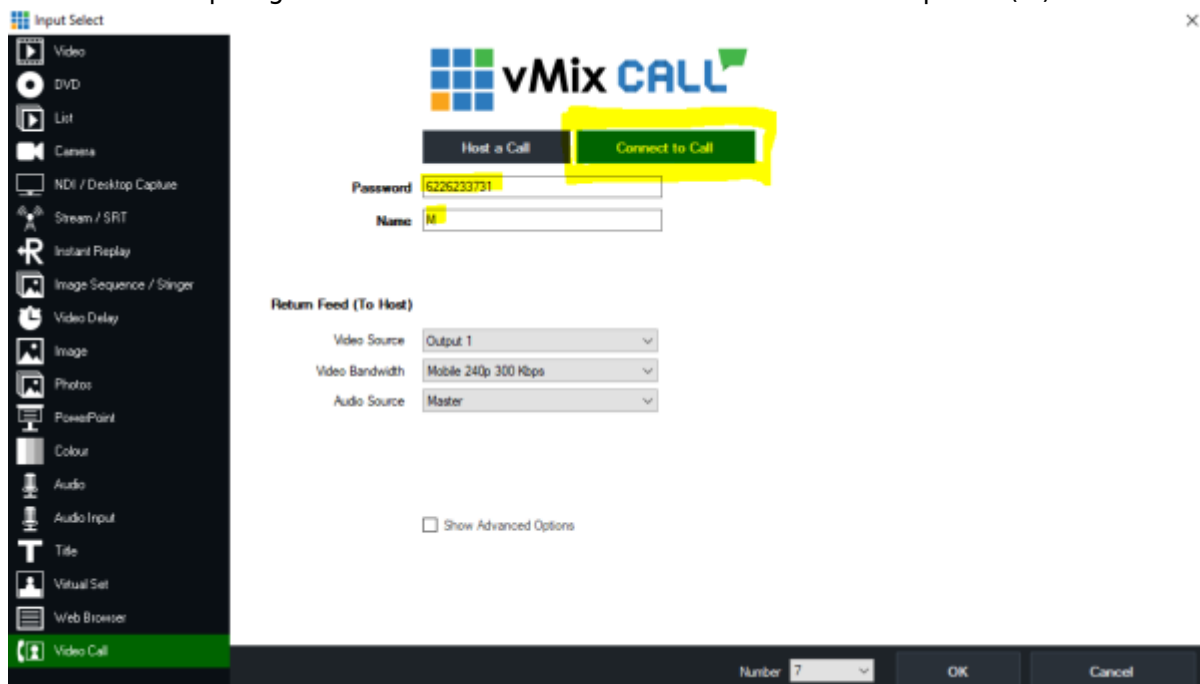 Input Select
Video
DVD
List
Camera
NDI / Desktop Capture
Stream / SRT
Instant Replay
Image Sequence / Stinger
Video Delay
Image
Photos
PowerPoint
Colour
Audio
Audio Input
Title
Virtual Set
Web Browser
Video Call
vMix CALL
Host a Call Connect to Call
Password 6226233731
Name M
Return Feed (To Host)
Video Source Output 1
Video Bandwidth Mobile 240p 300 Kbps
Audio Source Master
Show Advanced Options
Number 7 OK Cancel